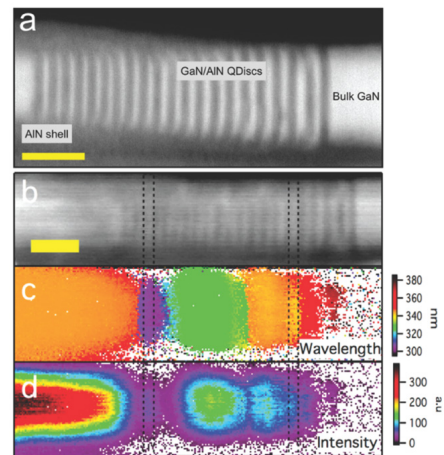 a
GaN/AlN QDiscs
Bulk GaN
AlN shell
b
c
Wavelength
380
360
340
320
300
nm
d
Intensity
300
200
100
0
a.u